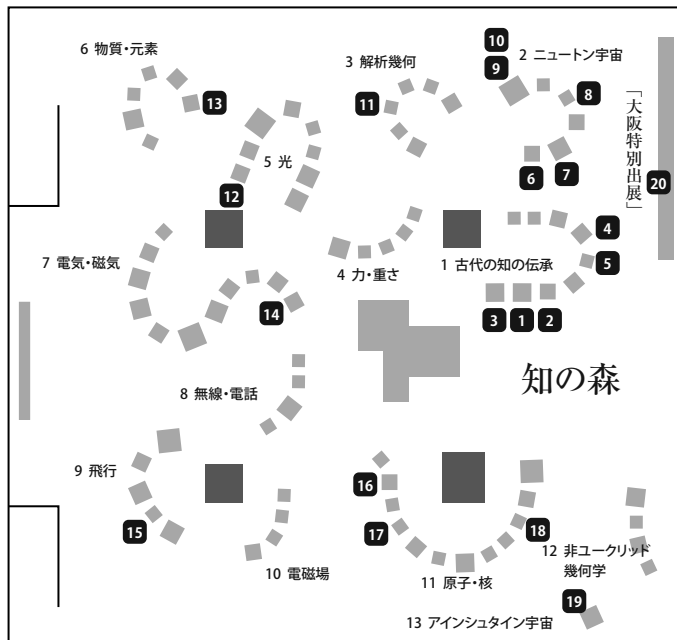 10
6 物質・元素
3 解析幾何
2 ニュートン宇宙
9
8
13
11
「大阪特別出展」
5 光
6
7
20
12
4
7 電気・磁気
4 力・重さ
1 古代の知の伝承
5
14
3
1
2
知の森
8 無線・電話
9 飛行
16
15
17
18
12 非ユークリッド
幾何学
10 電磁場
11 原子・核
19
13 アインシュタイン宇宙